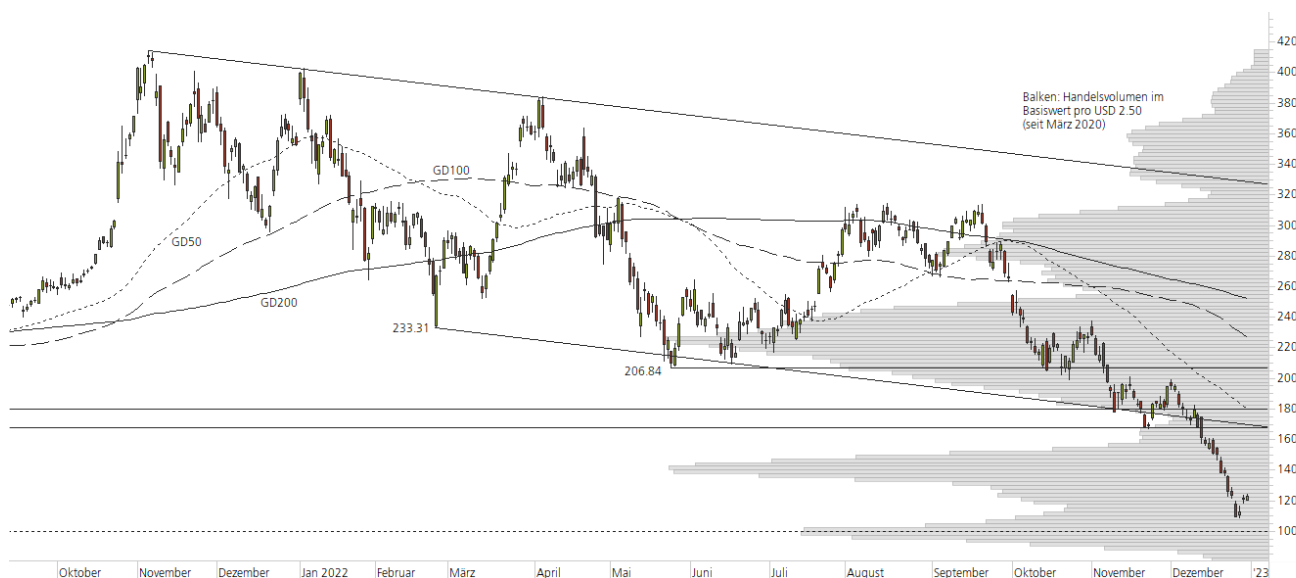 420
400
Balken: Handelsvolumen im
Basiswert pro USD 2.50
(seit März 2020)
380
360
340
GD100
320
300
GD50
280
GD200
260
240
233.31
220
206.84
200
180
160
140
120
100
Oktober November Dezember Jan 2022 Februar März April Mai Juni Juli August September Oktober November Dezember '23